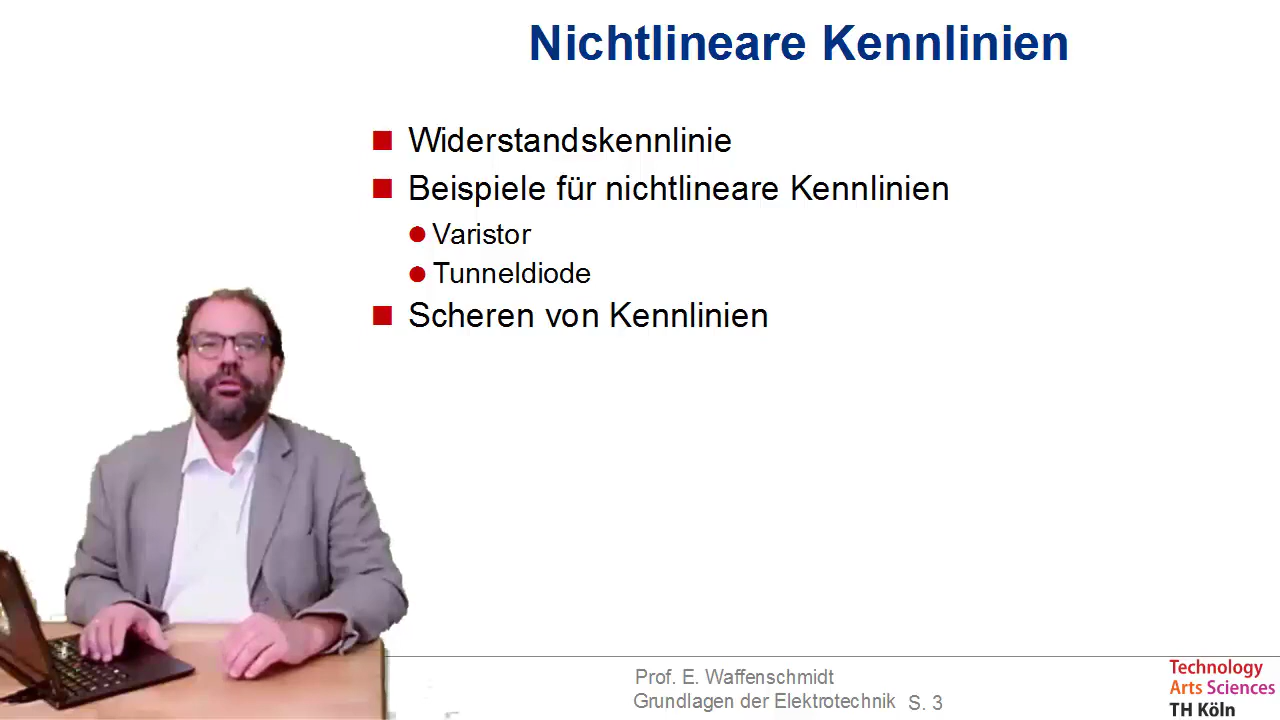 Nichtlineare Kennlinien
Widerstandskennlinie
Beispiele für nichtlineare Kennlinien
Varistor
Tunneldiode
Scheren von Kennlinien
Prof. E. Waffenschmidt
Grundlagen der Elektrotechnik S. 3
Technology
Arts Sciences
TH Köln